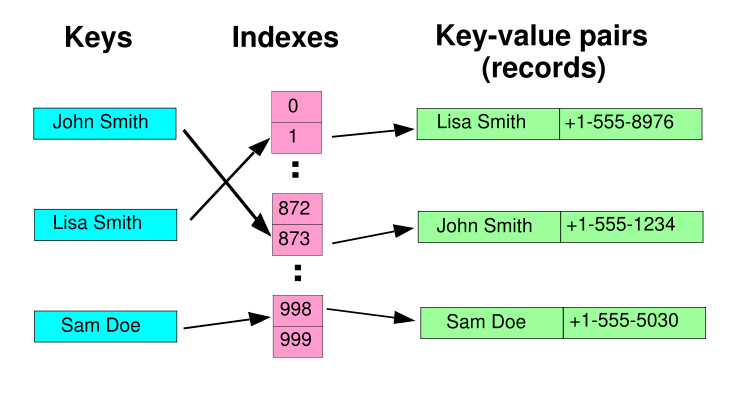 Keys
Indexes
Key-value pairs
(records)
John Smith
Lisa Smith
Sam Doe
0
1
:
872
873
:
998
999
Lisa Smith +1-555-8976
John Smith +1-555-1234
Sam Doe +1-555-5030